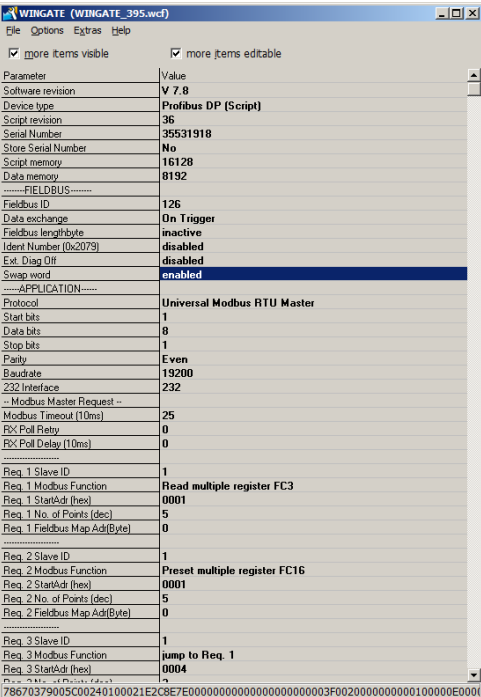 WINGATE (WINGATE_395.wcf)
File Options Extras Help
more items visible more items editable
Parameter Value
Software revision V 7.8
Device type Profibus DP (Script)
Script revision 36
Serial Number 35531918
Store Serial Number No
Script memory 16128
Data memory 8192
--------FIELDBUS--------
Fieldbus ID 126
Data exchange On Trigger
Fieldbus lengthbyte inactive
Ident Number (0x2079) disabled
Ext. Diag Off disabled
Swap word enabled
------APPLICATION------
Protocol Universal Modbus RTU Master
Start bits 1
Data bits 8
Stop bits 1
Parity Even
Baudrate 19200
232 Interface 232
-- Modbus Master Request --
Modbus Timeout (10ms) 25
RX Poll Retry 0
RX Poll Delay (10ms) 0
---------------------
Req. 1 Slave ID 1
Req. 1 Modbus Function Read multiple register FC3
Req. 1 StartAdr (hex) 0001
Req. 1 No. of Points (dec) 5
Req. 1 Fieldbus Map Adr(Byte) 0
---------------------
Req. 2 Slave ID 1
Req. 2 Modbus Function Preset multiple register FC16
Req. 2 StartAdr (hex) 0001
Req. 2 No. of Points (dec) 5
Req. 2 Fieldbus Map Adr(Byte) 0
---------------------
Req. 3 Slave ID 1
Req. 3 Modbus Function jump to Req. 1
Req. 3 StartAdr (hex) 0004